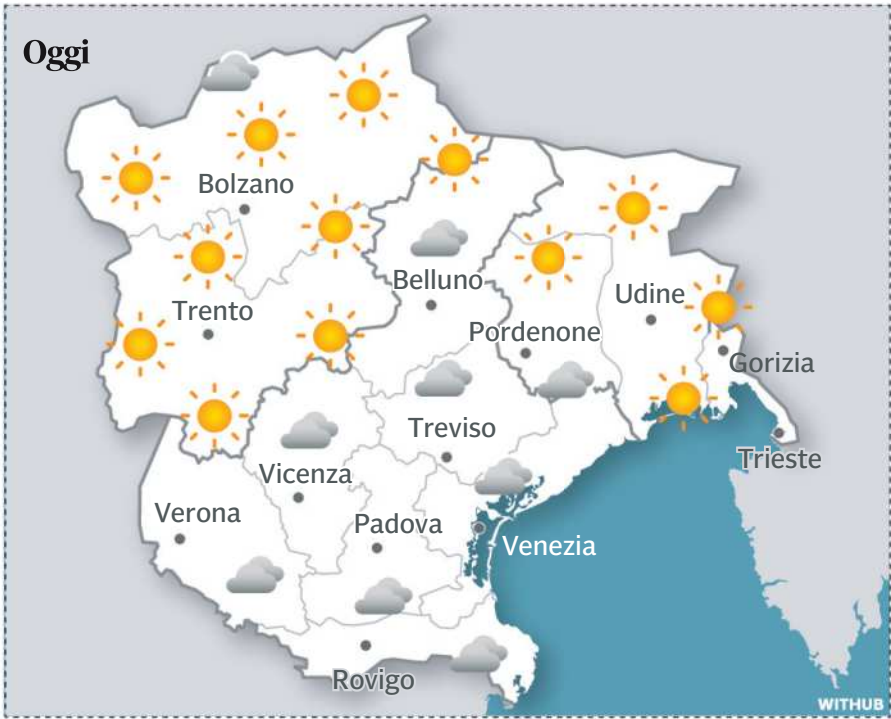 Oggi
Bolzano
Belluno
Udine
Trento
Pordenone
Gorizia
Treviso
Trieste
Vicenza
Verona
Padova
Venezia
Rovigo
WITHUB